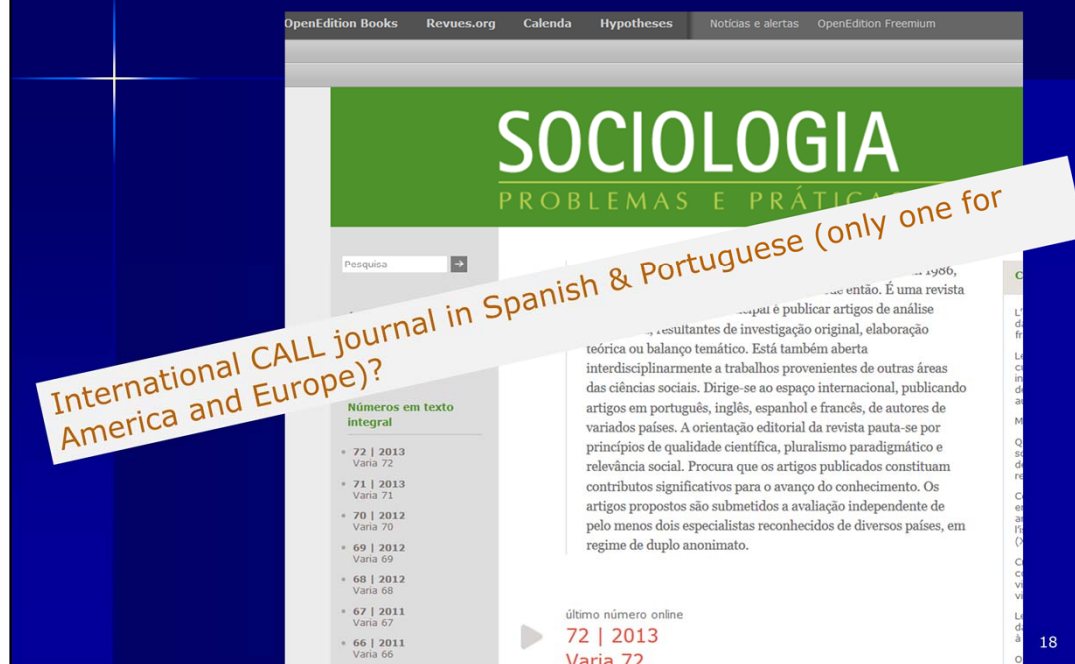 OpenEdition Books Revues.org Calenda Hypotheses Notícias e alertas OpenEdition Freemium
SOCIOLOGIA
PROBLEMAS E PRÁTICAS
International CALL journal in Spanish & Portuguese (only one for
America and Europe)?
Pesquisa
Números em texto
integral
72 | 2013
Varia 72
71 | 2013
Varia 71
70 | 2012
Varia 70
69 | 2012
Varia 69
68 | 2012
Varia 68
67 | 2011
Varia 67
66 | 2011
Varia 66
1986,
então. É uma revista
é publicar artigos de análise
resultantes de investigação original, elaboração
teórica ou balanço temático. Está também aberta
interdisciplinarmente a trabalhos provenientes de outras áreas
das ciências sociais. Dirige-se ao espaço internacional, publicando
artigos em português, inglês, espanhol e francês, de autores de
variados países. A orientação editorial da revista pauta-se por
princípios de qualidade científica, pluralismo paradigmático e
relevância social. Procura que os artigos publicados constituam
contributos significativos para o avanço do conhecimento. Os
artigos propostos são submetidos a avaliação independente de
pelo menos dois especialistas reconhecidos de diversos países, em
regime de duplo anonimato.
último número online
72 | 2013
Varia 72
18